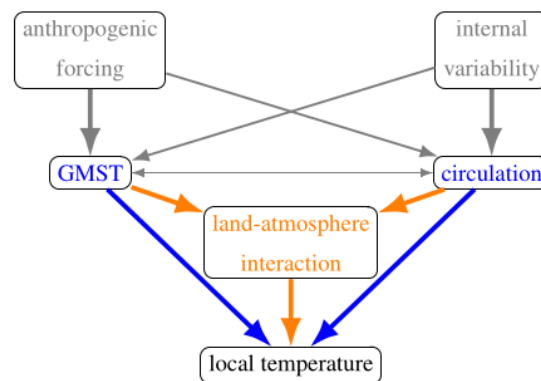 anthropogenic
forcing
internal
variability
GMST
circulation
land-atmosphere
interaction
local temperature